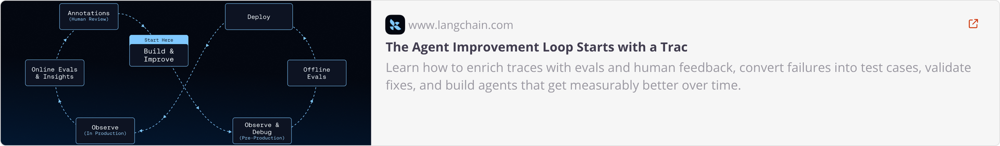 Annotations
(Human Review)
Deploy
Start Here
Build &
Improve
Online Evals
& Insights
Offline
Evals
Observe
(In Production)
Observe &
Debug
(Pre-Production)
www.langchain.com
The Agent Improvement Loop Starts with a Trac
Learn how to enrich traces with evals and human feedback, convert failures into test cases, validate
fixes, and build agents that get measurably better over time.